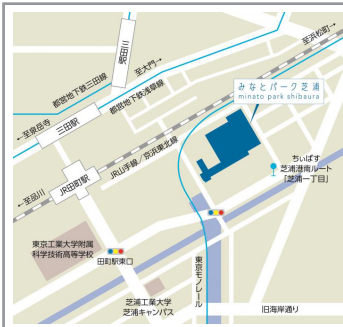 至浜松町→
三田駅
都営地下鉄三田線
至大門→
都営地下鉄浅草線
みなとパーク芝浦
minato park shibaura
←至泉岳寺
三田駅
JR山手線／京浜東北線
ちぃばす
芝浦港南ルート
「芝浦一丁目」
←至品川
JR田町駅
東京工業大学附属
科学技術高等学校
田町駅東口
東京モノレール
芝浦工業大学
芝浦キャンパス
旧海岸通り